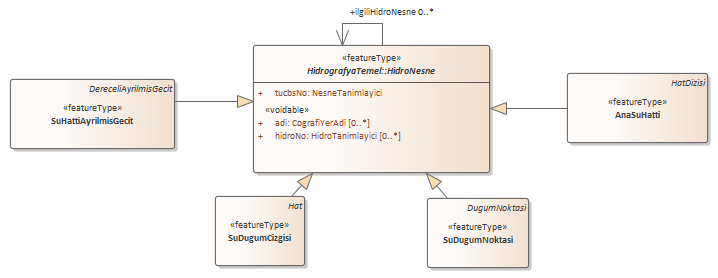 +ilgiliHidroNesne 0..*
«featureType»
HidrografyaTemel::HidroNesne
+ tucbsNo: NesneTanimlayici
«voidable»
+ adi: CografiYerAdi [0..*]
+ hidroNo: HidroTanimlayici [0..*]
DereceliAyrilmisGecit
«featureType»
SuHattiAyrilmisGecit
HatDizisi
«featureType»
AnaSuHatti
Hat
«featureType»
SuDugumCizgisi
DugumNoktasi
«featureType»
SuDugumNoktasi